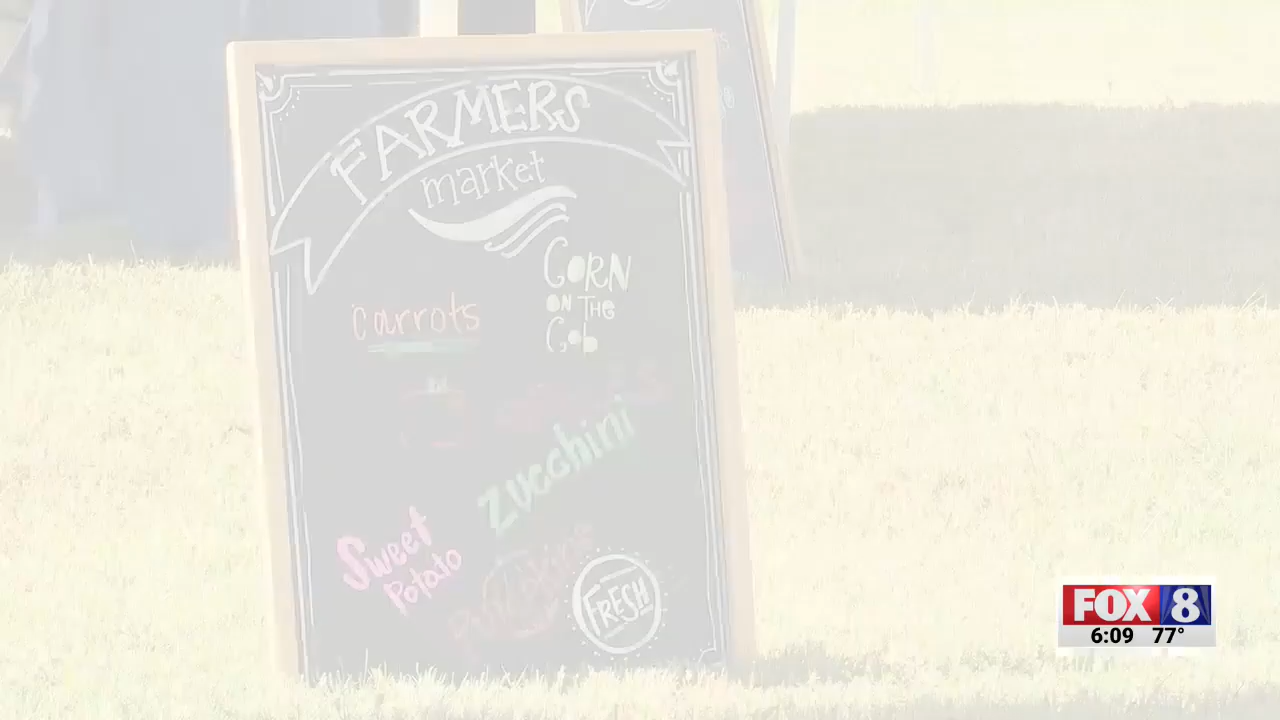 FARMERS
market
CORN
ON THE
Cob
carrots
Zucchini
Sweet
Potato
FRESH
FOX 8
6:09 77°